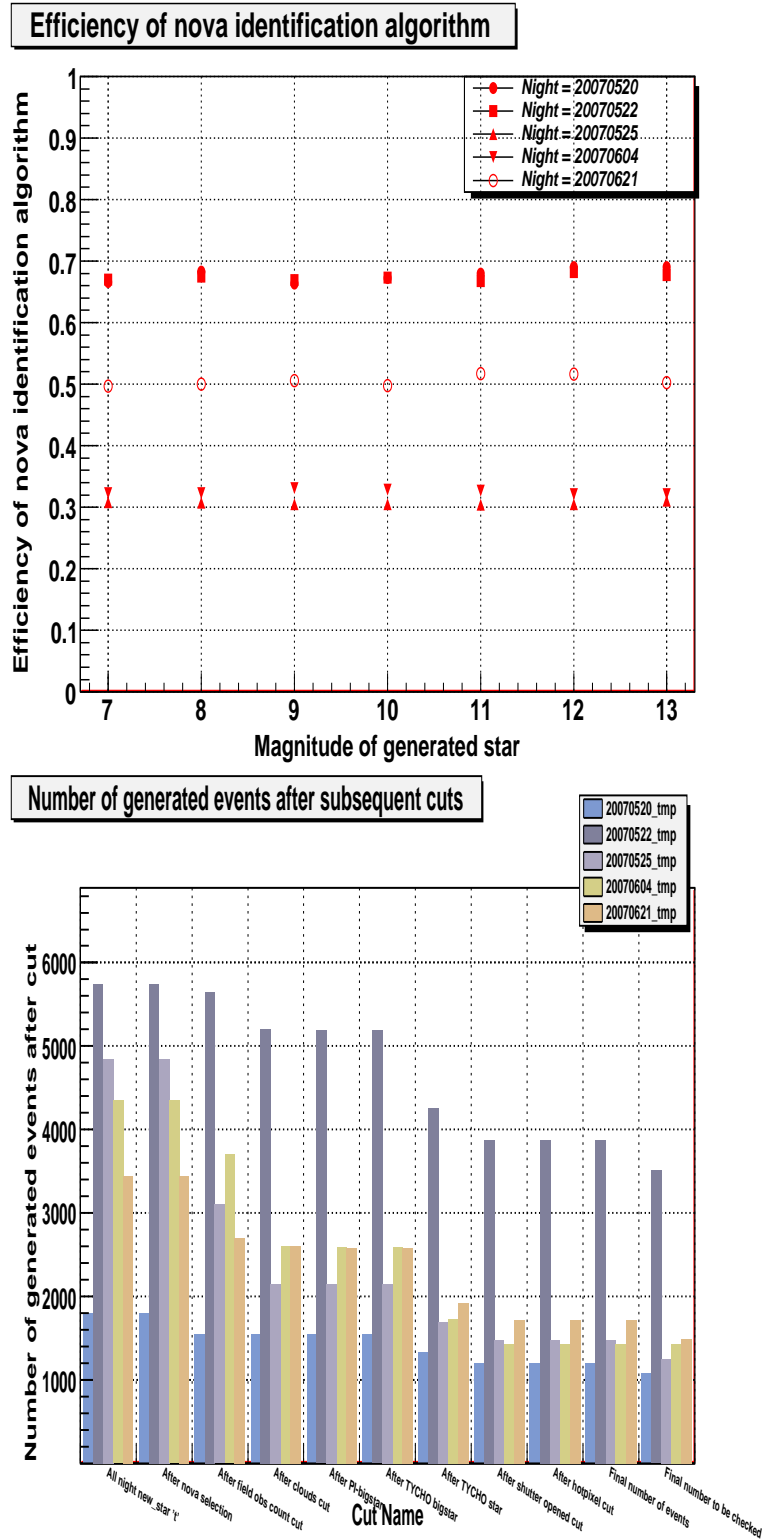 Efficiency of nova identification algorithm
Efficiency of nova identification algorithm
1
0.9
0.8
0.7
0.6
0.5
0.4
0.3
0.2
0.1
0
Night = 20070520
Night = 20070522
Night = 20070525
Night = 20070604
Night = 20070621
7 8 9 10 11 12 13
Magnitude of generated star
Number of generated events after subsequent cuts
20070520_tmp
20070522_tmp
20070525_tmp
20070604_tmp
20070621_tmp
Number of generated events after cut
6000
5000
4000
3000
2000
1000
All night new_star 't'
After nova selection
After field obs count cut
After clouds cut
After PI-bigstar
After TYCHO bigstar
After TYCHO star
After shutter opened cut
After hotpixel cut
Final number of events
Final number to be checked
Cut Name